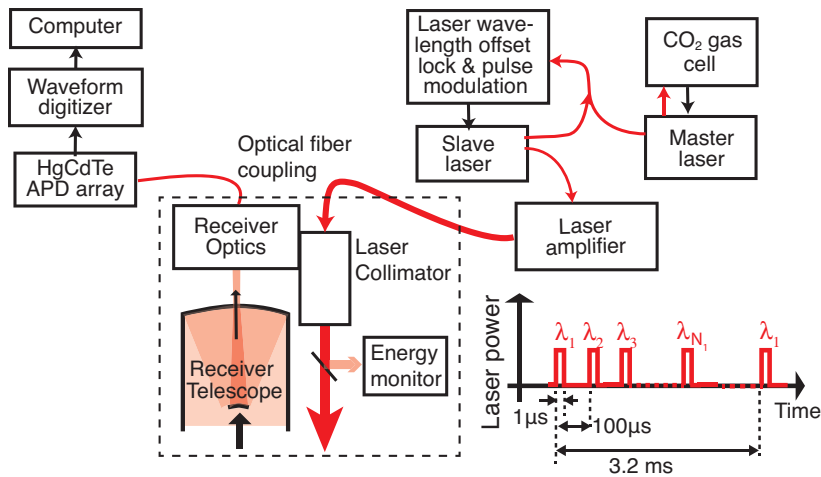 Computer
Waveform
digitizer
HgCdTe
APD array
Laser wave-
length offset
lock & pulse
modulation
CO₂ gas
cell
Slave
laser
Master
laser
Optical fiber
coupling
Receiver
Optics
Laser
Collimator
Laser
amplifier
Receiver
Telescope
Energy
monitor
Laser power
λ₁ λ₂ λ₃ λN₁ λ₁
Time
1µs
100µs
3.2 ms